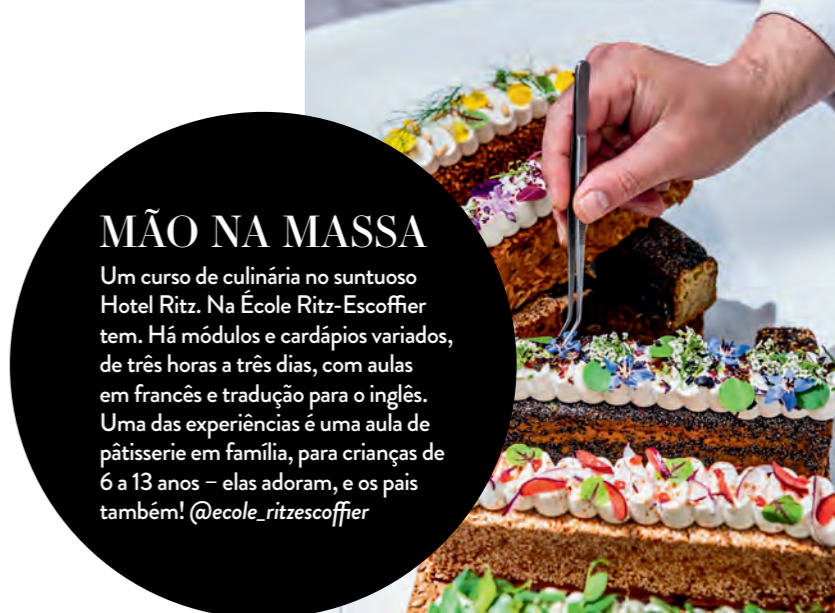 MÃO NA MASSA
Um curso de culinária no suntuoso
Hotel Ritz. Na École Ritz-Escoffier
tem. Há módulos e cardápios variados,
de três horas a três dias, com aulas
em francês e tradução para o inglês.
Uma das experiências é uma aula de
pâtisserie em família, para crianças de
6 a 13 anos – elas adoram, e os pais
também! @ecole_ritzescoffier